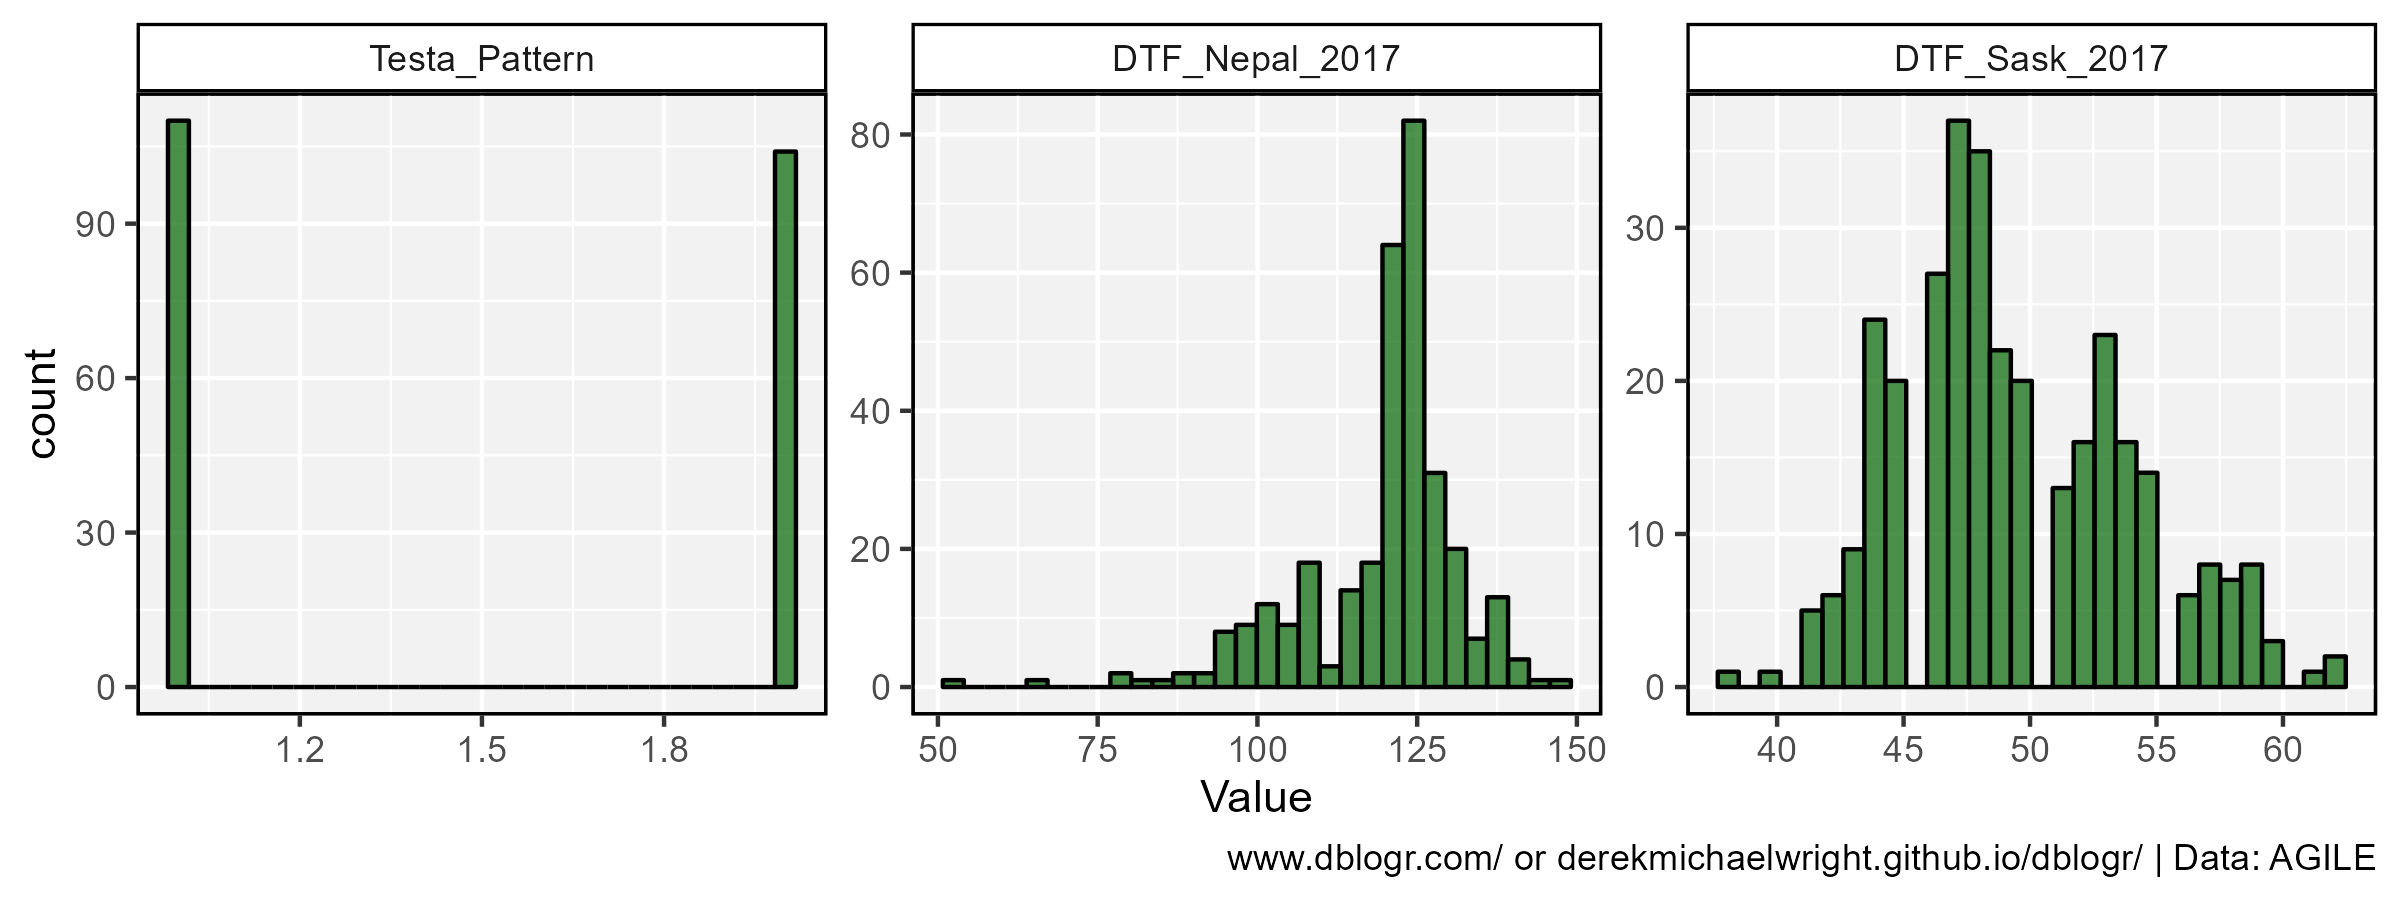 Testa_Pattern DTF_Nepal_2017 DTF_Sask_2017
count
90
60
30
0
80
60
40
20
0
30
20
10
0
1.2 1.5 1.8 50 75 100 125 150 40 45 50 55 60
Value
www.dblogr.com/ or derekmichaelwright.github.io/dblogr/ | Data: AGILE